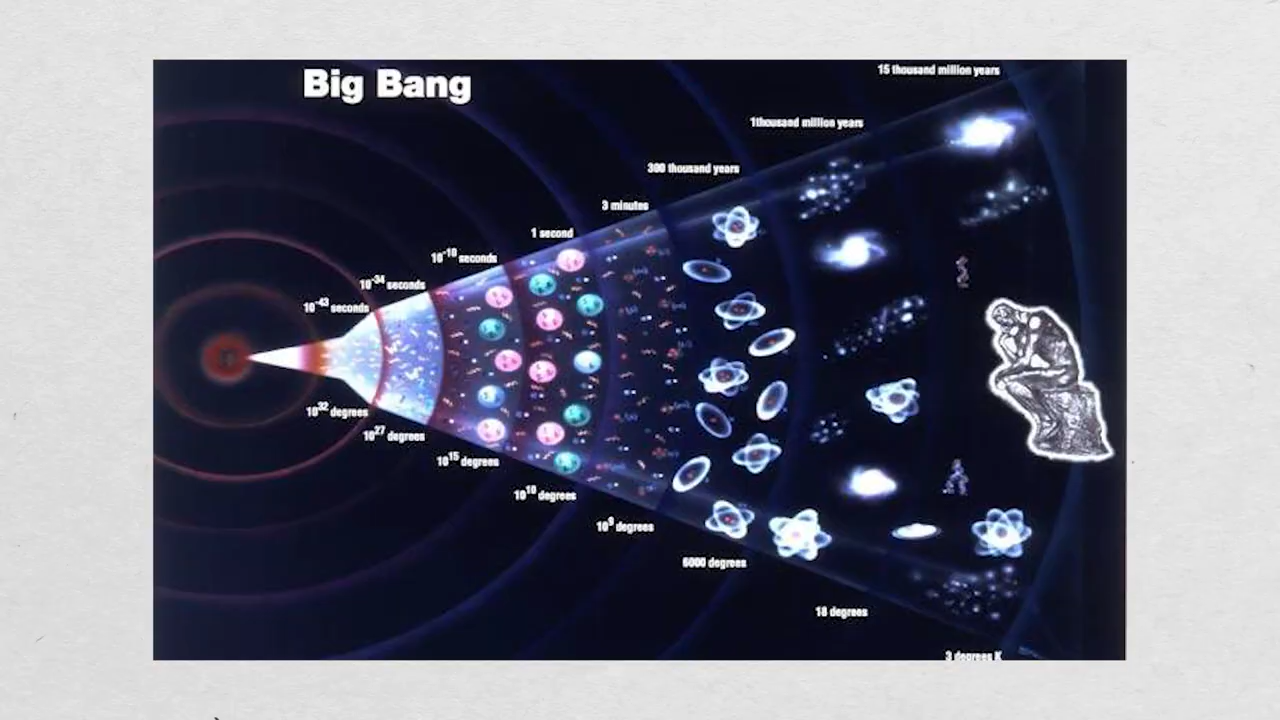 Big Bang
15 thousand million years
1thousand million years
300 thousand years
3 minutes
1 second
10⁻¹⁰ seconds
10⁻³⁴ seconds
10⁻⁴³ seconds
10³² degrees
10²⁷ degrees
10¹⁵ degrees
10¹⁰ degrees
10⁹ degrees
6000 degrees
18 degrees
3 degrees K